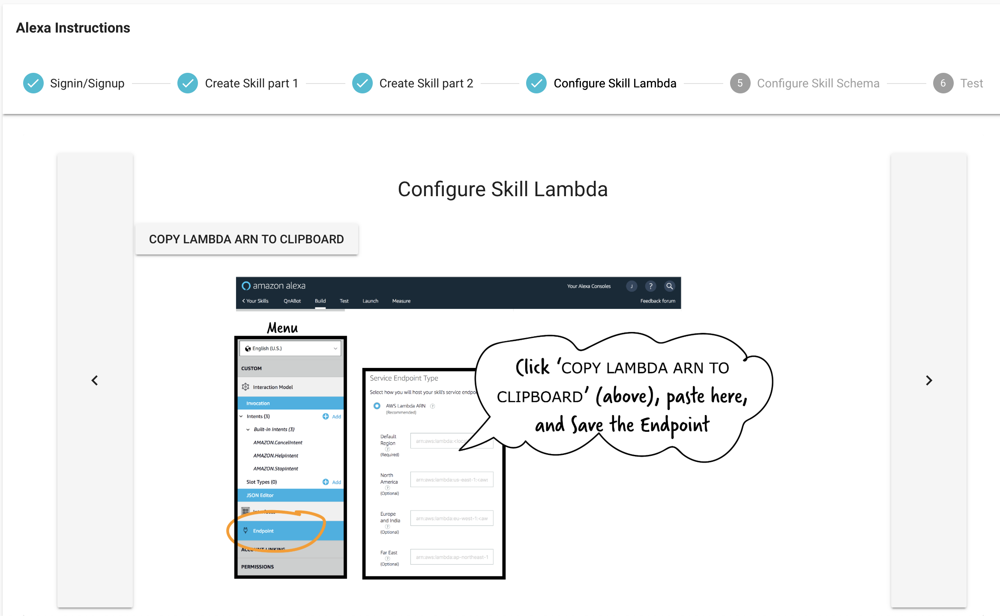 Alexa Instructions
Signin/Signup
Create Skill part 1
Create Skill part 2
Configure Skill Lambda
5 Configure Skill Schema
6 Test
Configure Skill Lambda
COPY LAMBDA ARN TO CLIPBOARD
amazon alexa
Your Alexa Consoles
J
?
Your Skills
QnABot
Build
Test
Launch
Measure
Feedback forum
Menu
English (U.S.)
CUSTOM
Interaction Model
Invocation
Intents (3)
Add
Built-In Intents (3)
AMAZON.CancelIntent
AMAZON.HelpIntent
AMAZON.StopIntent
Slot Types (0)
Add
JSON Editor
Endpoint
ACCOUNT LINKING
PERMISSIONS
Service Endpoint Type
Select how you will host your skill's service
AWS Lambda ARN ?
(Recommended)
Default
Region
?
(Required)
arn:aws:lambda:
North
America
?
(Optional)
arn:aws:lambda:us-east-1:<aws
Europe
and India
?
(Optional)
arn:aws:lambda:eu-west-1:<aw
Far East
?
(Optional)
arn:aws:lambda:ap-northeast-1
Click 'COPY LAMBDA ARN TO
CLIPBOARD' (above), paste here,
and Save the Endpoint